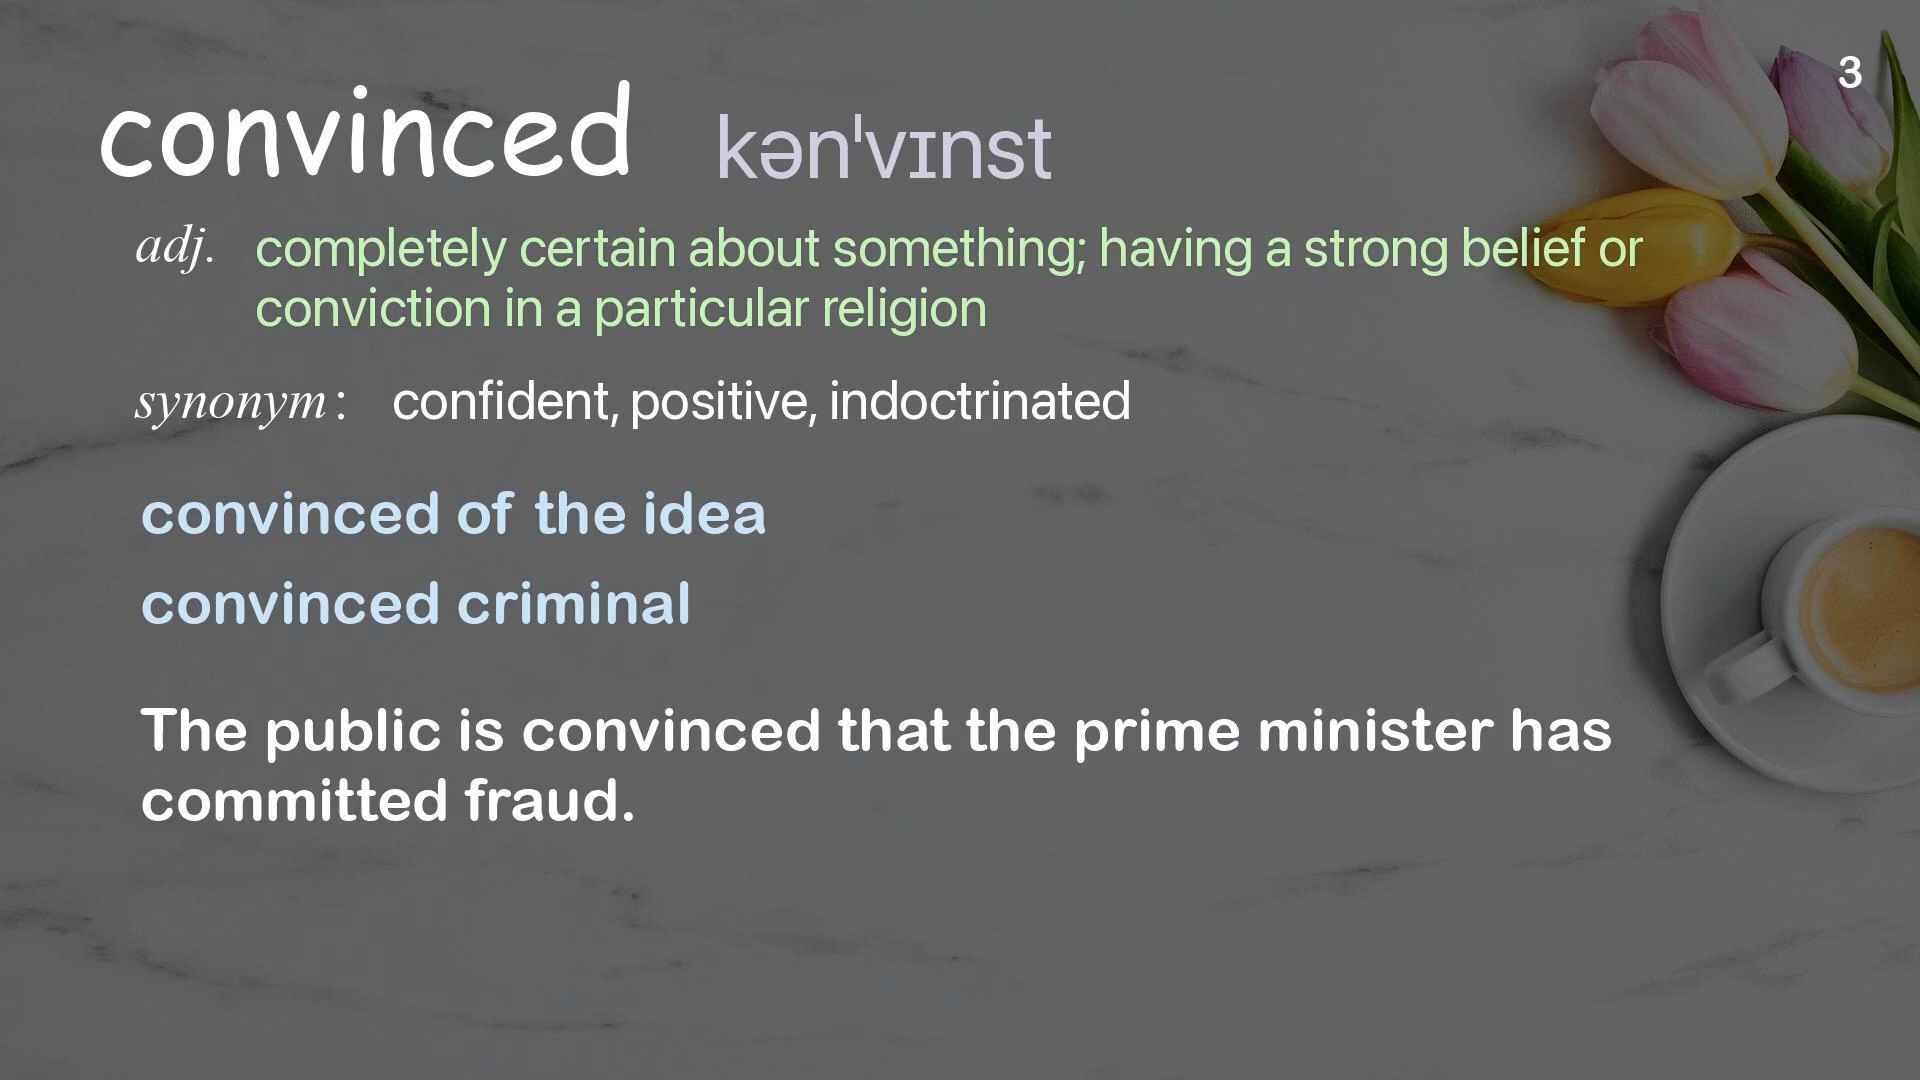 3
convinced kən'vɪnst
adj. completely certain about something; having a strong belief or
conviction in a particular religion
synonym: confident, positive, indoctrinated
convinced of the idea
convinced criminal
The public is convinced that the prime minister has
committed fraud.